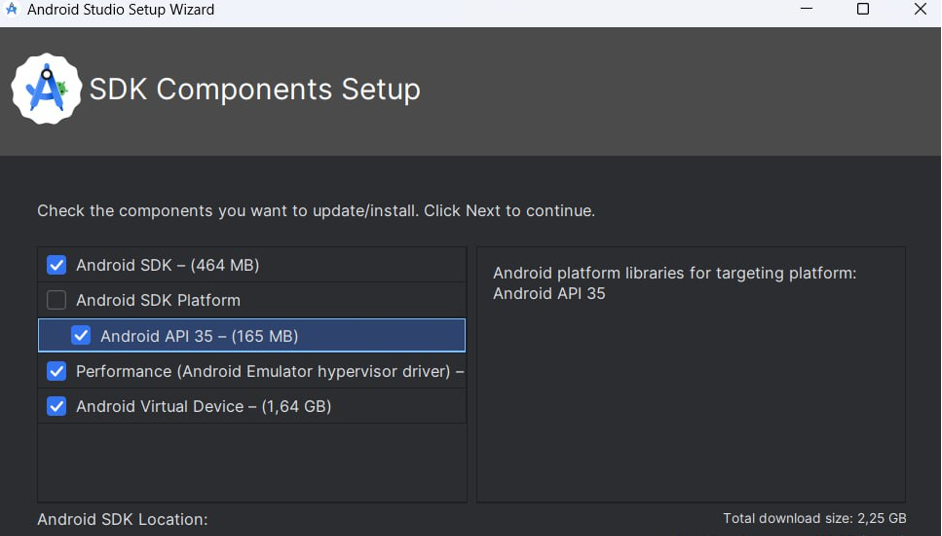 Android Studio Setup Wizard
SDK Components Setup
Check the components you want to update/install. Click Next to continue.
Android SDK – (464 MB)
Android SDK Platform
Android API 35 – (165 MB)
Performance (Android Emulator hypervisor driver) –
Android Virtual Device – (1,64 GB)
Android platform libraries for targeting platform:
Android API 35
Android SDK Location:
Total download size: 2,25 GB